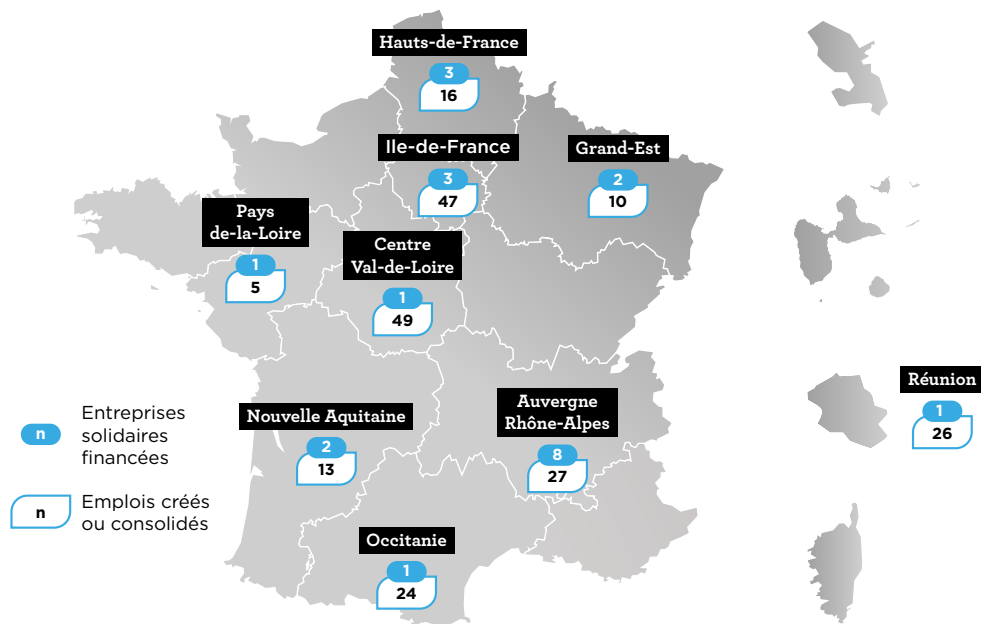 Hauts-de-France
3
16
Ile-de-France
3
47
Grand-Est
2
10
Pays
de-la-Loire
1
5
Centre
Val-de-Loire
1
49
Nouvelle Aquitaine
2
13
Auvergne
Rhône-Alpes
8
27
Réunion
1
26
Occitanie
1
24
n
Entreprises
solidaires
financées
n
Emplois créés
ou consolidés